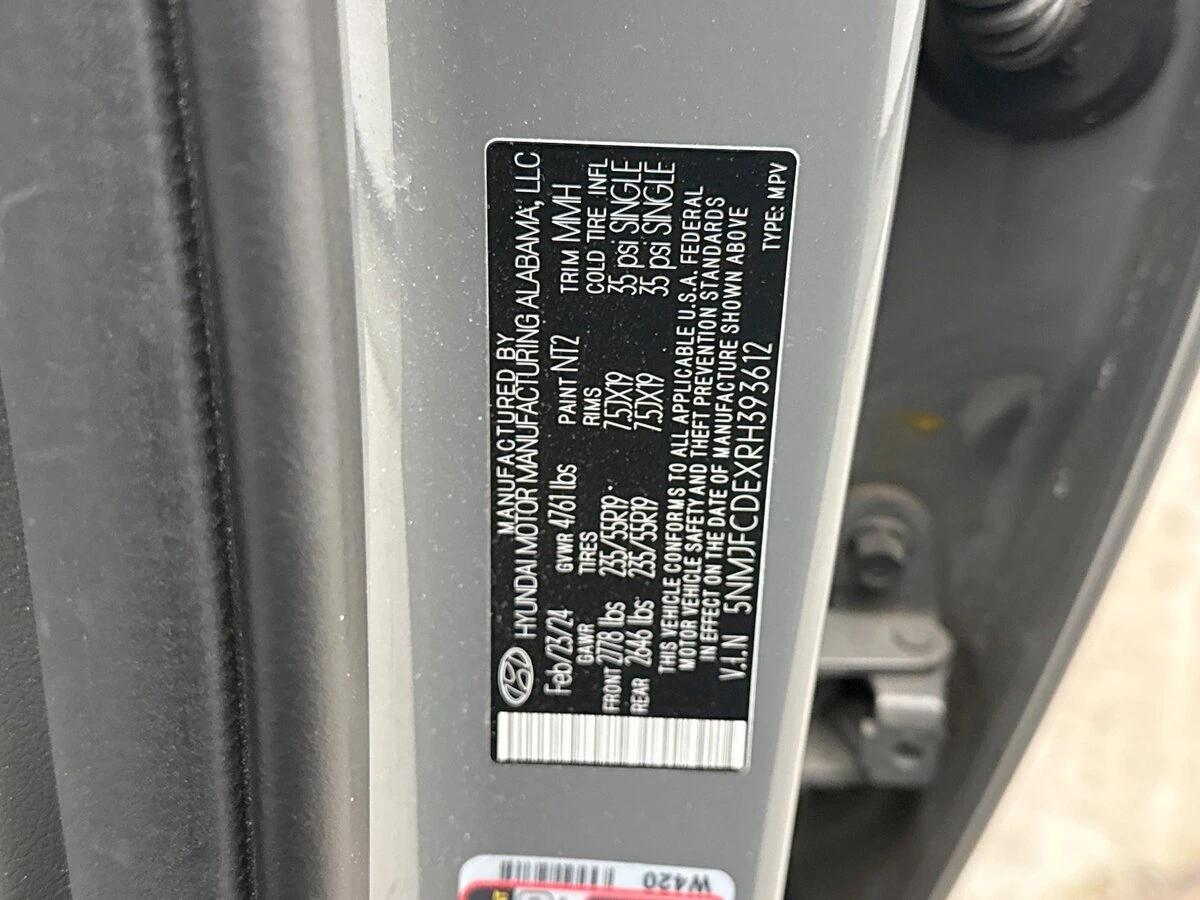 MANUFACTURED BY
HYUNDAI MOTOR MANUFACTURING ALABAMA, LLC
Feb/23/24 GVWR 4761 lbs PAINT NT2 TRIM MMH
GAWR TIRES RIMS COLD TIRE INFL
FRONT 2778 lbs 235/55R19 7.5JX19 35 psi SINGLE
REAR 2646 lbs 235/55R19 7.5JX19 35 psi SINGLE
THIS VEHICLE CONFORMS TO ALL APPLICABLE U.S.A. FEDERAL
MOTOR VEHICLE SAFETY AND THEFT PREVENTION STANDARDS
IN EFFECT ON THE DATE OF MANUFACTURE SHOWN ABOVE
V.I.N 5NMJFCDEXRH393612 TYPE: MPV
W420